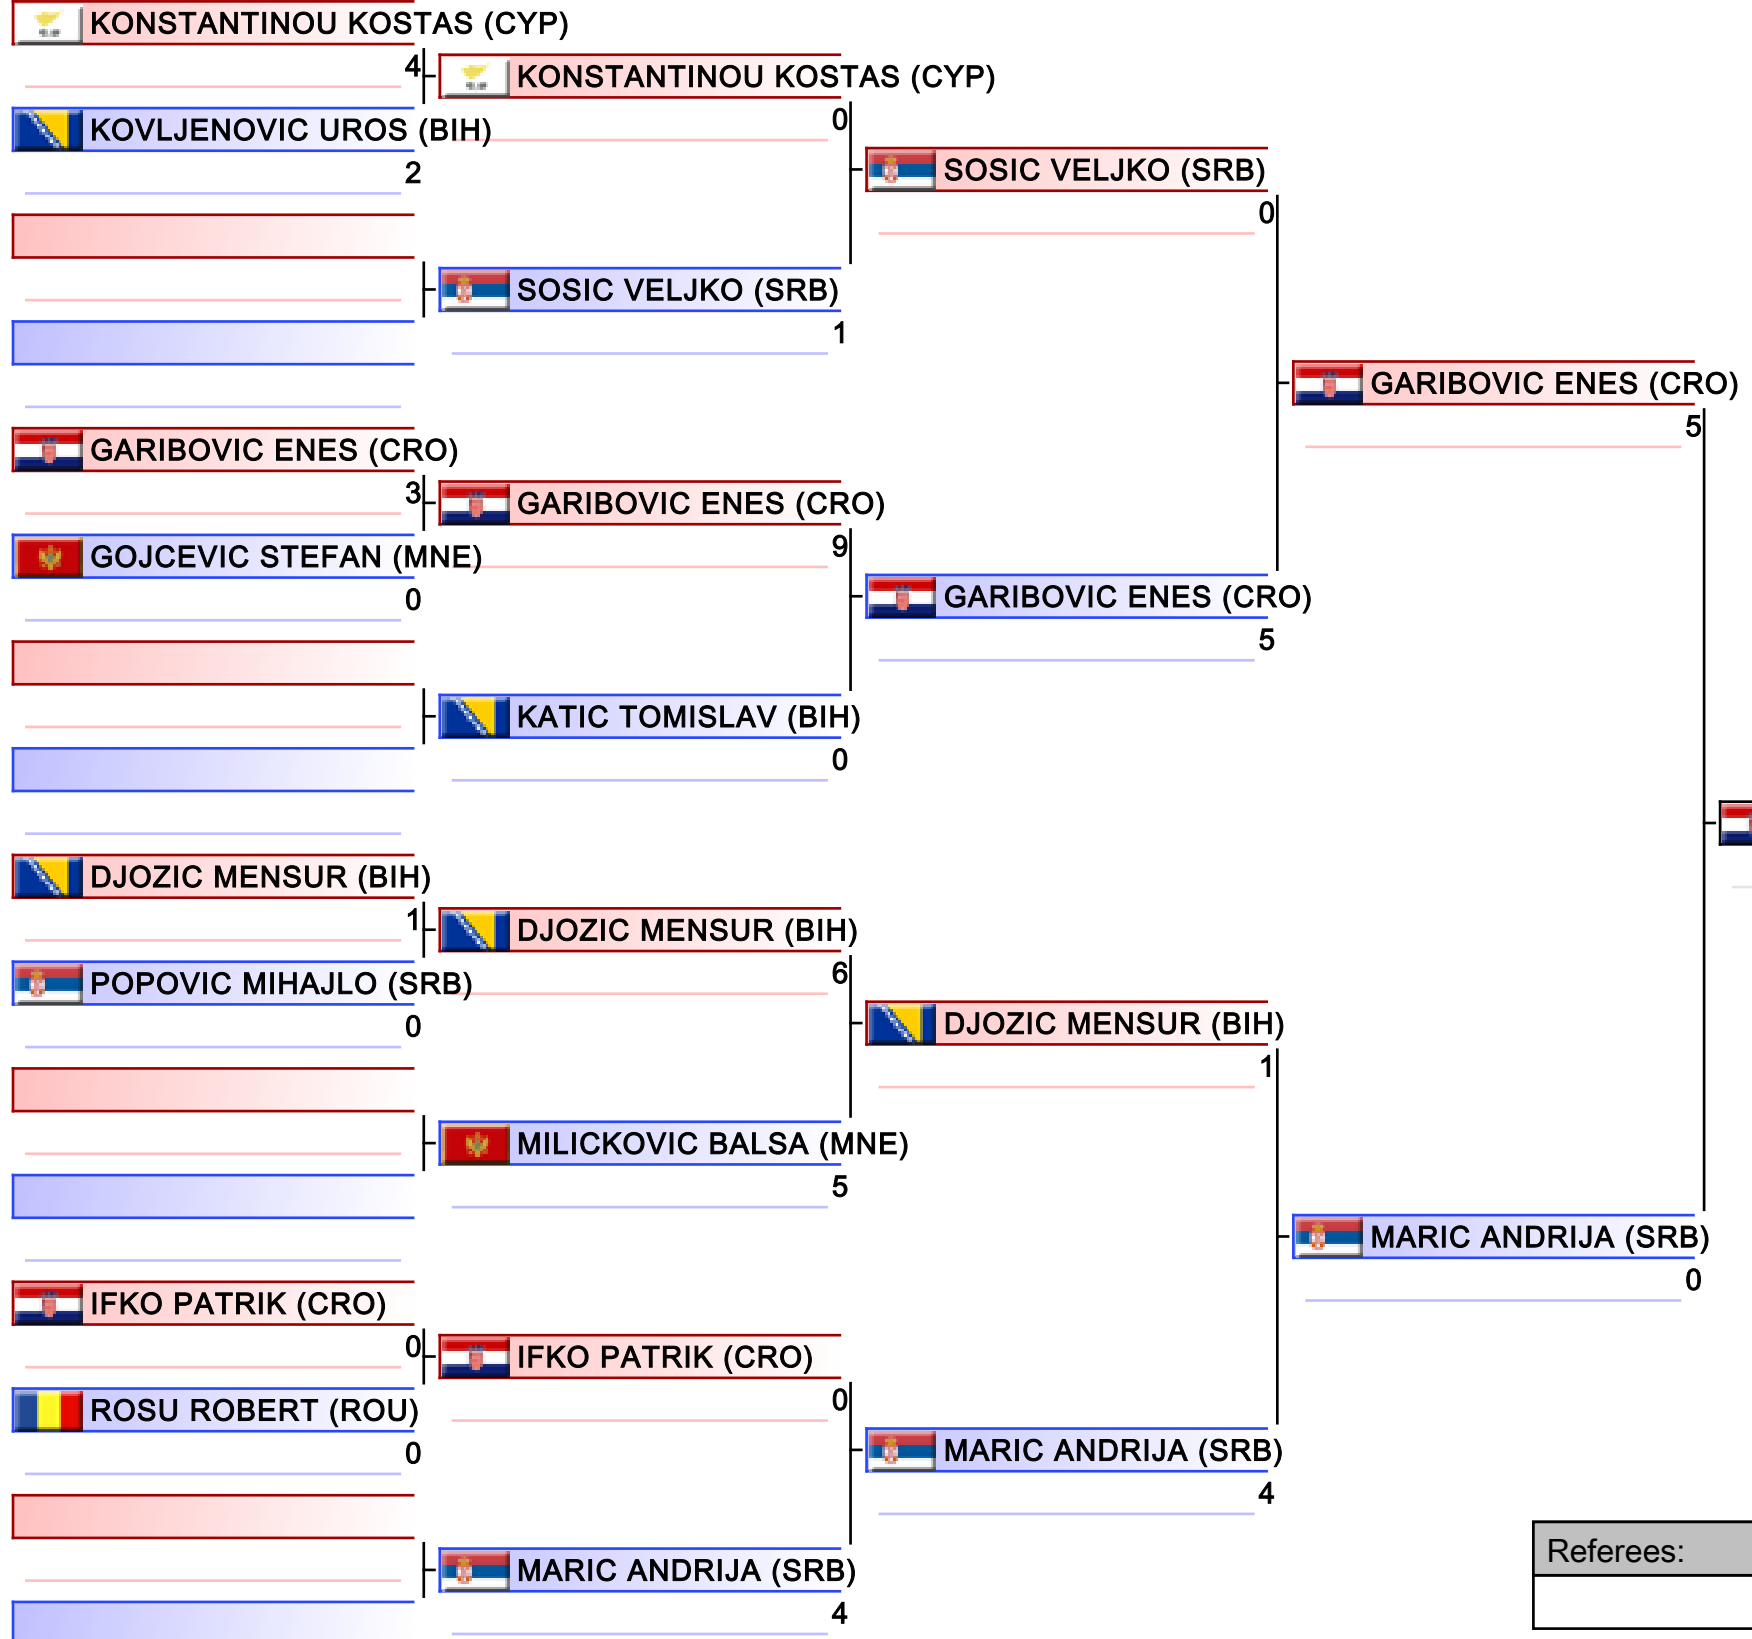 KONSTANTINOU KOSTAS (CYP)
4
KONSTANTINOU KOSTAS (CYP)
0
KOVLJENOVIC UROS (BIH)
2
SOSIC VELJKO (SRB)
0
SOSIC VELJKO (SRB)
1
GARIBOVIC ENES (CRO)
5
GARIBOVIC ENES (CRO)
3
GARIBOVIC ENES (CRO)
9
GOJCEVIC STEFAN (MNE)
0
GARIBOVIC ENES (CRO)
5
KATIC TOMISLAV (BIH)
0
DJOZIC MENSUR (BIH)
1
DJOZIC MENSUR (BIH)
6
POPOVIC MIHAJLO (SRB)
0
DJOZIC MENSUR (BIH)
1
MILICKOVIC BALSA (MNE)
5
MARIC ANDRIJA (SRB)
0
IFKO PATRIK (CRO)
0
IFKO PATRIK (CRO)
0
ROSU ROBERT (ROU)
0
MARIC ANDRIJA (SRB)
4
MARIC ANDRIJA (SRB)
4
Referees: